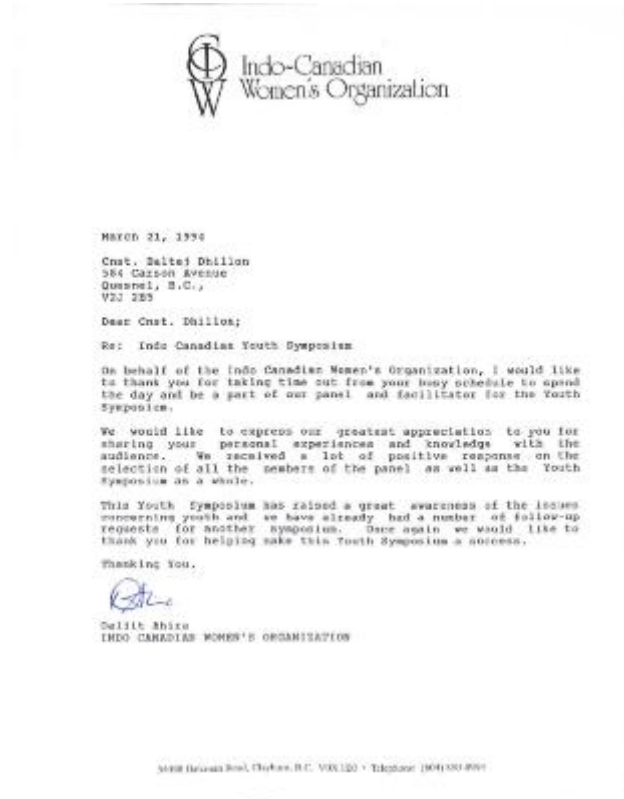 Indo-Canadian
Women's Organization
March 21, 1994
Cnst. Baltej Dhillon
584 Carson Avenue
Quesnel, B.C.,
V2J 2B5
Dear Cnst. Dhillon;
Re: Indo Canadian Youth Symposium
On behalf of the Indo Canadian Women's Organization, I would like
to thank you for taking time out from your busy schedule to spend
the day and be a part of our panel and facilitator for the Youth
Symposium.
We would like to express our greatest appreciation to you for
sharing your personal experiences and knowledge with the
audience. We received a lot of positive response on the
selection of all the members of the panel as well as the Youth
Symposium as a whole.
This Youth Symposium has raised a great awareness of the issues
concerning youth and we have already had a number of follow-up
requests for another symposium. Once again we would like to
thank you for helping make this Youth Symposium a success.
Thanking You.
INDO CANADIAN WOMEN'S ORGANIZATION
Road, Clayburn, B.C. V0X 1E0 • Telephone: (604)